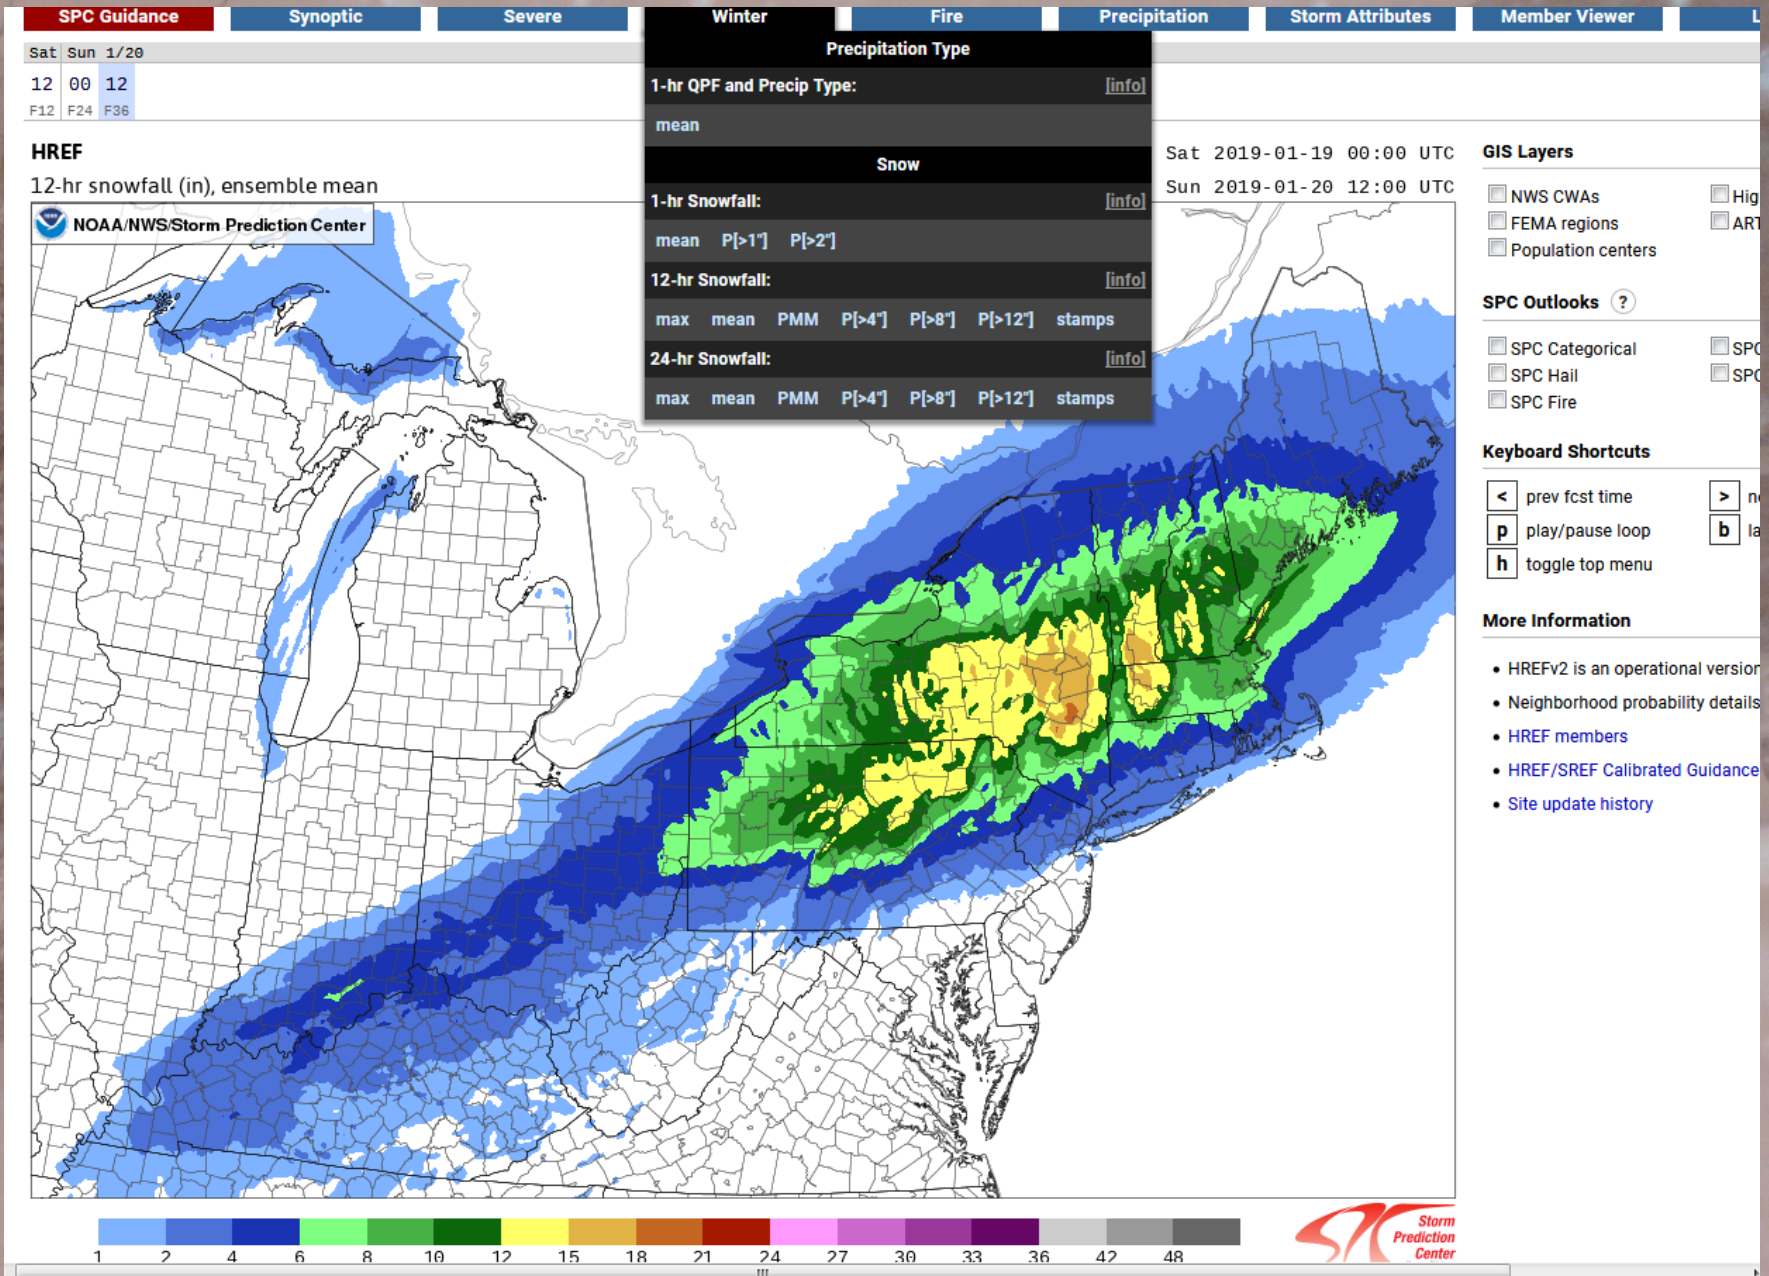 SPC Guidance Synoptic Severe Winter Fire Precipitation Storm Attributes Member Viewer
Sat Sun 1/20
12 00 12
F12 F24 F36
Precipitation Type
1-hr QPF and Precip Type: [info]
mean
Snow
1-hr Snowfall: [info]
mean P[>1"] P[>2"]
12-hr Snowfall: [info]
max mean PMM P[>4"] P[>8"] P[>12"] stamps
24-hr Snowfall: [info]
max mean PMM P[>4"] P[>8"] P[>12"] stamps
HREF
12-hr snowfall (in), ensemble mean
Sat 2019-01-19 00:00 UTC
Sun 2019-01-20 12:00 UTC
NOAA/NWS/Storm Prediction Center
GIS Layers
NWS CWAs Hig
FEMA regions ART
Population centers
SPC Outlooks ?
SPC Categorical SPC
SPC Hail SPC
SPC Fire
Keyboard Shortcuts
< prev fcst time > n
p play/pause loop b la
h toggle top menu
More Information
• HREFv2 is an operational version
• Neighborhood probability details
• HREF members
• HREF/SREF Calibrated Guidance
• Site update history
1 2 4 6 8 10 12 15 18 21 24 27 30 33 36 42 48
Storm
Prediction
Center